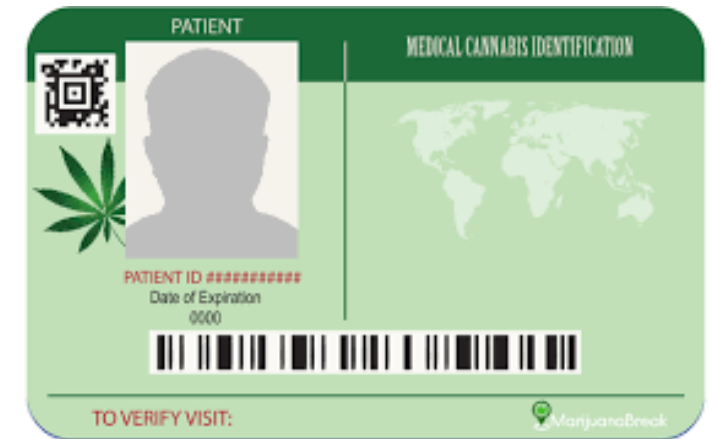 PATIENT
MEDICAL CANNABIS IDENTIFICATION
PATIENT ID ###########
Date of Expiration
0000
TO VERIFY VISIT:
MarijuanaBreak